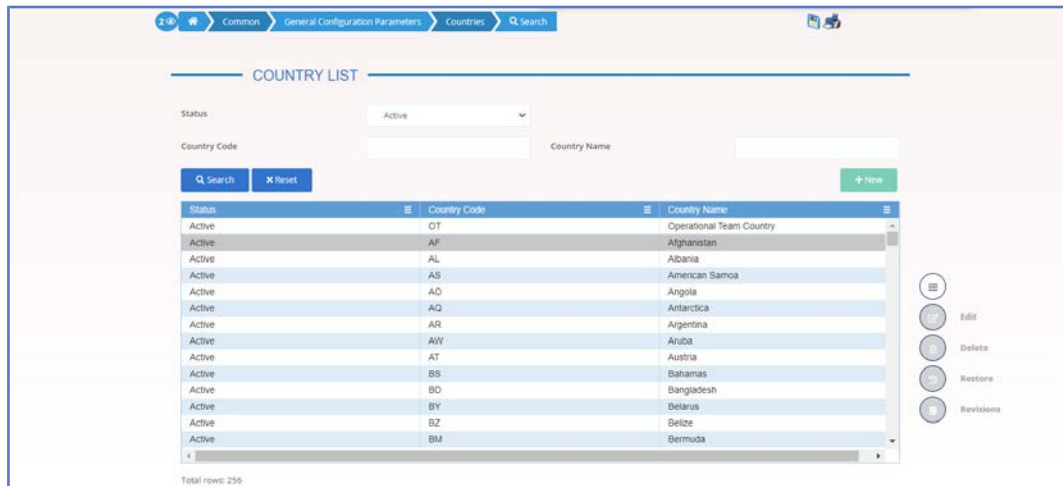 2
Common
General Configuration Parameters
Countries
Search
COUNTRY LIST
Status
Active
Country Code
Country Name
Search
Reset
+ New
Status Country Code Country Name
Active OT Operational Team Country
Active AF Afghanistan
Active AL Albania
Active AS American Samoa
Active AÖ Angola
Active AQ Antarctica
Active AR Argentina
Active AW Aruba
Active AT Austria
Active BS Bahamas
Active BD Bangladesh
Active BY Belarus
Active BZ Belize
Active BM Bermuda
Edit
Delete
Restore
Revisions
Total rows: 256